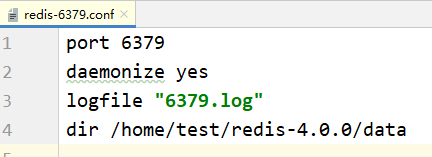 redis-6379.conf
1 port 6379
2 daemonize yes
3 logfile "6379.log"
4 dir /home/test/redis-4.0.0/data